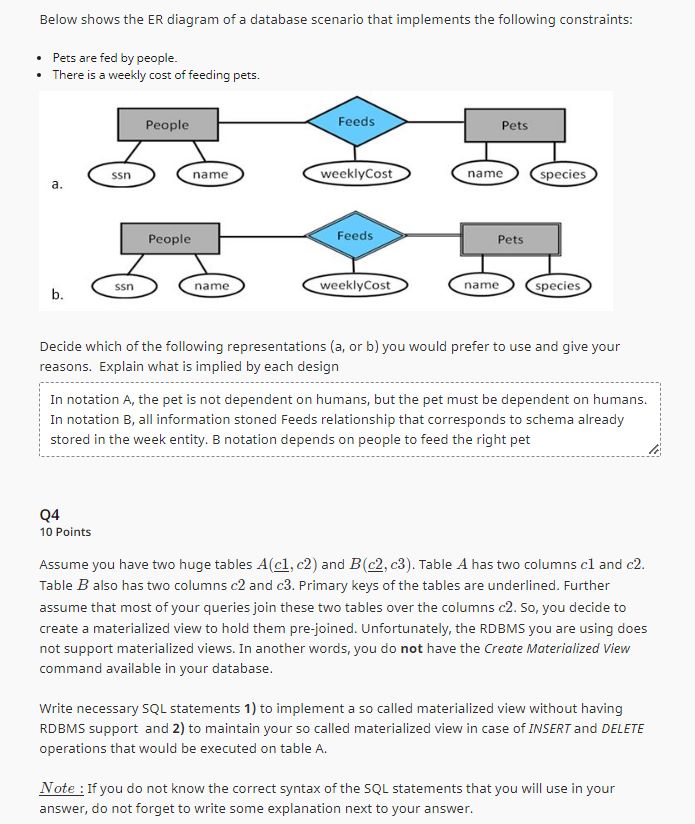 Below shows the ER diagram of a database scenario that implements the following constraints:
• Pets are fed by people.
• There is a weekly cost of feeding pets.
People
Feeds
Pets
ssn
name
weeklyCost
name
species
a.
People
Feeds
Pets
ssn
name
weeklyCost
name
species
b.
Decide which of the following representations (a, or b) you would prefer to use and give your
reasons. Explain what is implied by each design
In notation A, the pet is not dependent on humans, but the pet must be dependent on humans.
In notation B, all information stoned Feeds relationship that corresponds to schema already
stored in the week entity. B notation depends on people to feed the right pet
Q4
10 Points
Assume you have two huge tables A(c1, c2) and B(c2, c3). Table A has two columns c1 and c2.
Table B also has two columns c2 and c3. Primary keys of the tables are underlined. Further
assume that most of your queries join these two tables over the columns c2. So, you decide to
create a materialized view to hold them pre-joined. Unfortunately, the RDBMS you are using does
not support materialized views. In another words, you do not have the Create Materialized View
command available in your database.
Write necessary SQL statements 1) to implement a so called materialized view without having
RDBMS support and 2) to maintain your so called materialized view in case of INSERT and DELETE
operations that would be executed on table A.
Note : If you do not know the correct syntax of the SQL statements that you will use in your
answer, do not forget to write some explanation next to your answer.